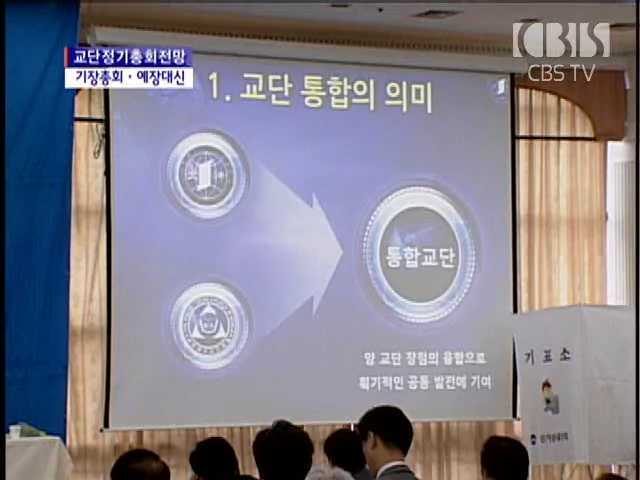 CBS
CBS TV
교단정기총회전망
기장총회·예장대신
1. 교단 통합의 의미
통합교단
양 교단 장점의 융합으로
획기적인 공동 발전에 기여
기표소